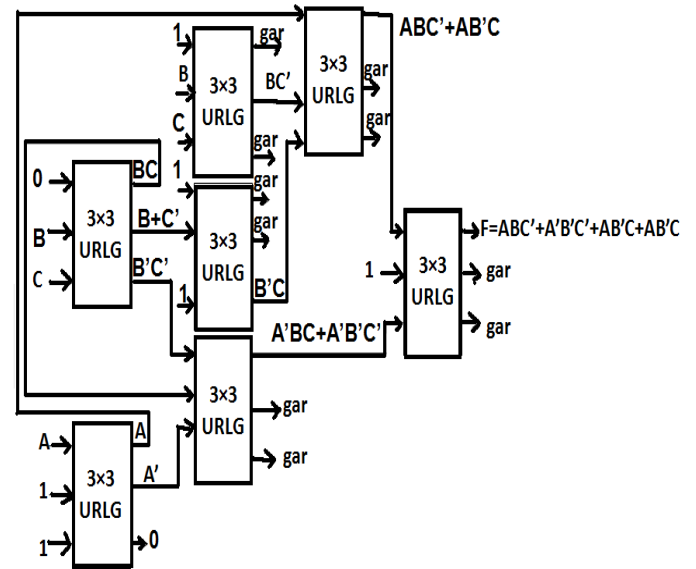 ABC'+AB'C
1
gar
3×3
URLG
B
3×3
URLG
BC'
gar
C
gar
gar
1
gar
0
BC
3×3
URLG
B
B+C'
3×3
URLG
gar
C
B'C'
1
B'C
F=ABC'+A'B'C'+AB'C+AB'C
3×3
URLG
1
gar
gar
A'BC+A'B'C'
3×3
URLG
gar
gar
A
A
3×3
URLG
A'
1
1
0